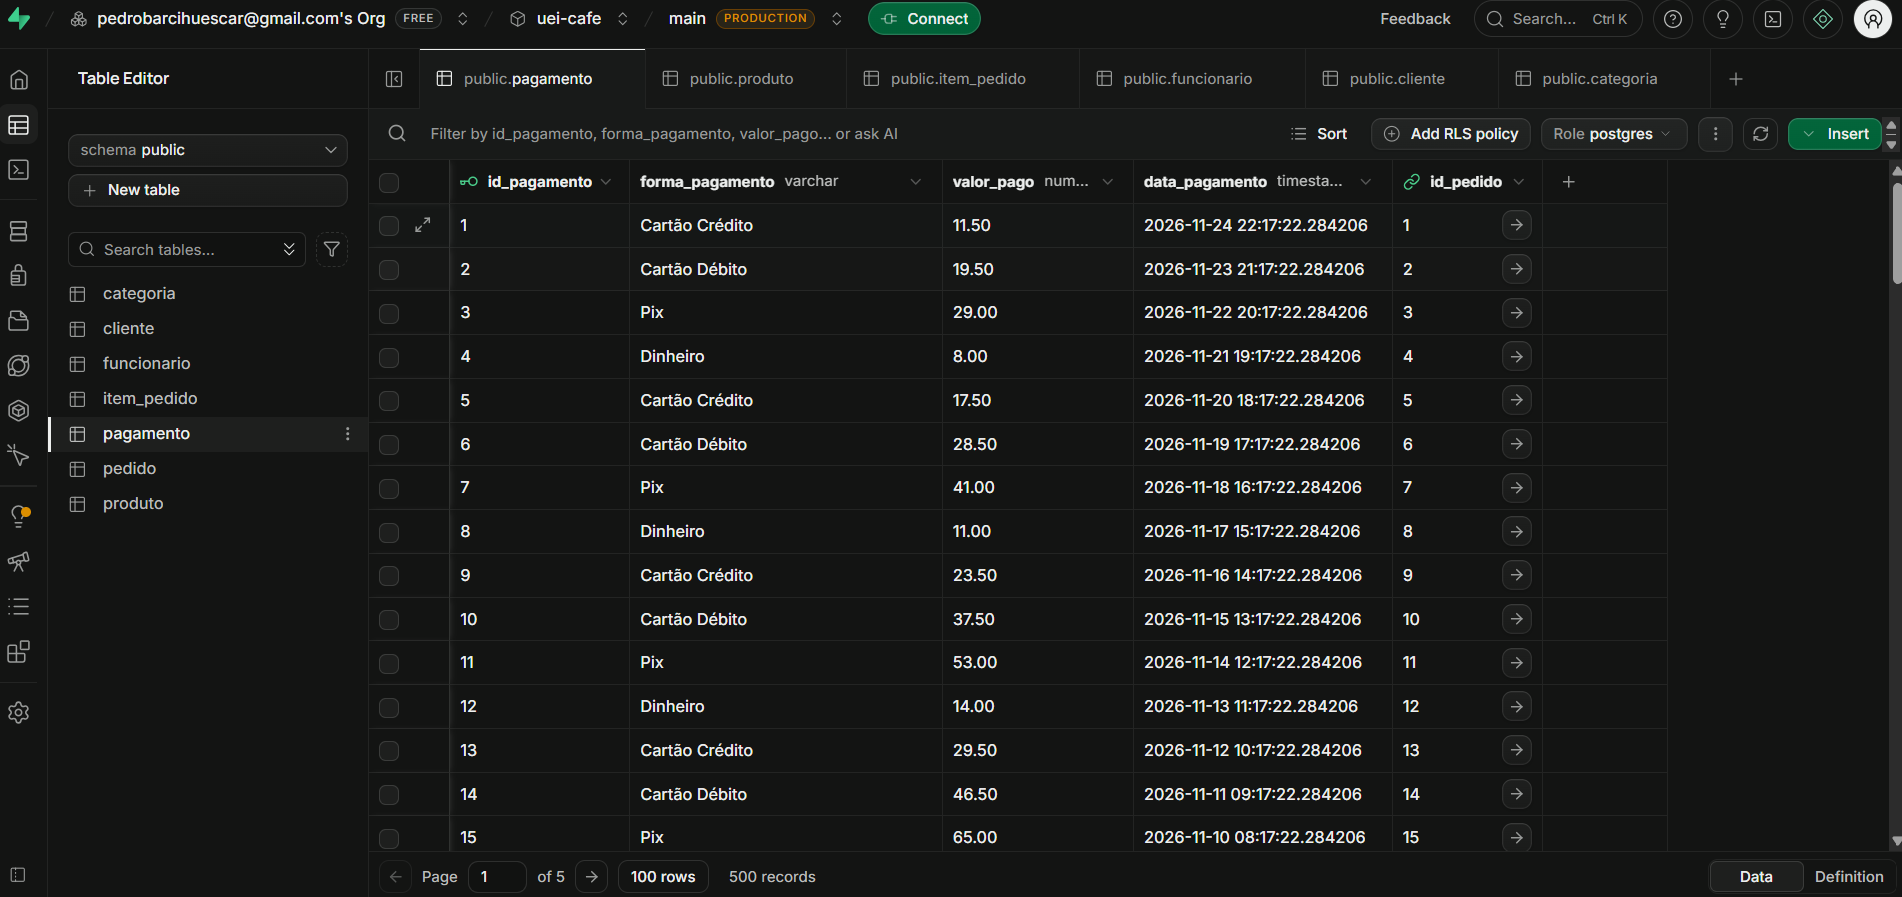 pedrobarcihuescar@gmail.com's Org FREE / uei-cafe / main PRODUCTION Connect Feedback Search... Ctrl K
Table Editor
public.pagamento public.produto public.item_pedido public.funcionario public.cliente public.categoria
schema public
New table
Search tables...
categoria
cliente
funcionario
item_pedido
pagamento
pedido
produto
Filter by id_pagamento, forma_pagamento, valor_pago... or ask AI Sort Add RLS policy Role postgres Insert
id_pagamento forma_pagamento varchar valor_pago num... data_pagamento timesta... id_pedido
1 Cartão Crédito 11.50 2026-11-24 22:17:22.284206 1
2 Cartão Débito 19.50 2026-11-23 21:17:22.284206 2
3 Pix 29.00 2026-11-22 20:17:22.284206 3
4 Dinheiro 8.00 2026-11-21 19:17:22.284206 4
5 Cartão Crédito 17.50 2026-11-20 18:17:22.284206 5
6 Cartão Débito 28.50 2026-11-19 17:17:22.284206 6
7 Pix 41.00 2026-11-18 16:17:22.284206 7
8 Dinheiro 11.00 2026-11-17 15:17:22.284206 8
9 Cartão Crédito 23.50 2026-11-16 14:17:22.284206 9
10 Cartão Débito 37.50 2026-11-15 13:17:22.284206 10
11 Pix 53.00 2026-11-14 12:17:22.284206 11
12 Dinheiro 14.00 2026-11-13 11:17:22.284206 12
13 Cartão Crédito 29.50 2026-11-12 10:17:22.284206 13
14 Cartão Débito 46.50 2026-11-11 09:17:22.284206 14
15 Pix 65.00 2026-11-10 08:17:22.284206 15
Page 1 of 5 100 rows 500 records Data Definition